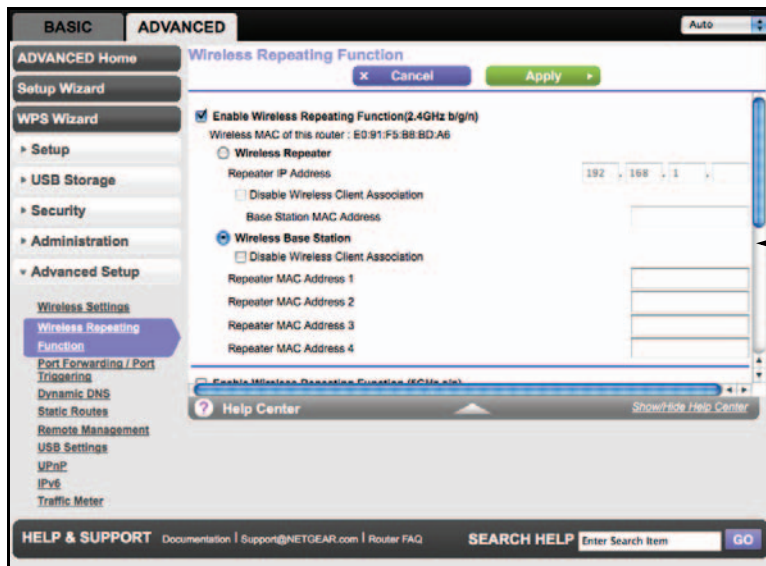 BASIC ADVANCED Auto
ADVANCED Home
Setup Wizard
WPS Wizard
Setup
USB Storage
Security
Administration
Advanced Setup
Wireless Settings
Wireless Repeating
Function
Port Forwarding / Port
Triggering
Dynamic DNS
Static Routes
Remote Management
USB Settings
UPnP
IPv6
Traffic Meter
Wireless Repeating Function
x Cancel Apply
Enable Wireless Repeating Function(2.4GHz b/g/n)
Wireless MAC of this router : E0:91:F5:B8:BD:A6
Wireless Repeater
Repeater IP Address 192 . 168 . 1 .
Disable Wireless Client Association
Base Station MAC Address
Wireless Base Station
Disable Wireless Client Association
Repeater MAC Address 1
Repeater MAC Address 2
Repeater MAC Address 3
Repeater MAC Address 4
Enable Wireless Repeating Function (5GHz a/n)
? Help Center Show/Hide Help Center
HELP & SUPPORT Documentation | Support@NETGEAR.com | Router FAQ SEARCH HELP Enter Search Item GO